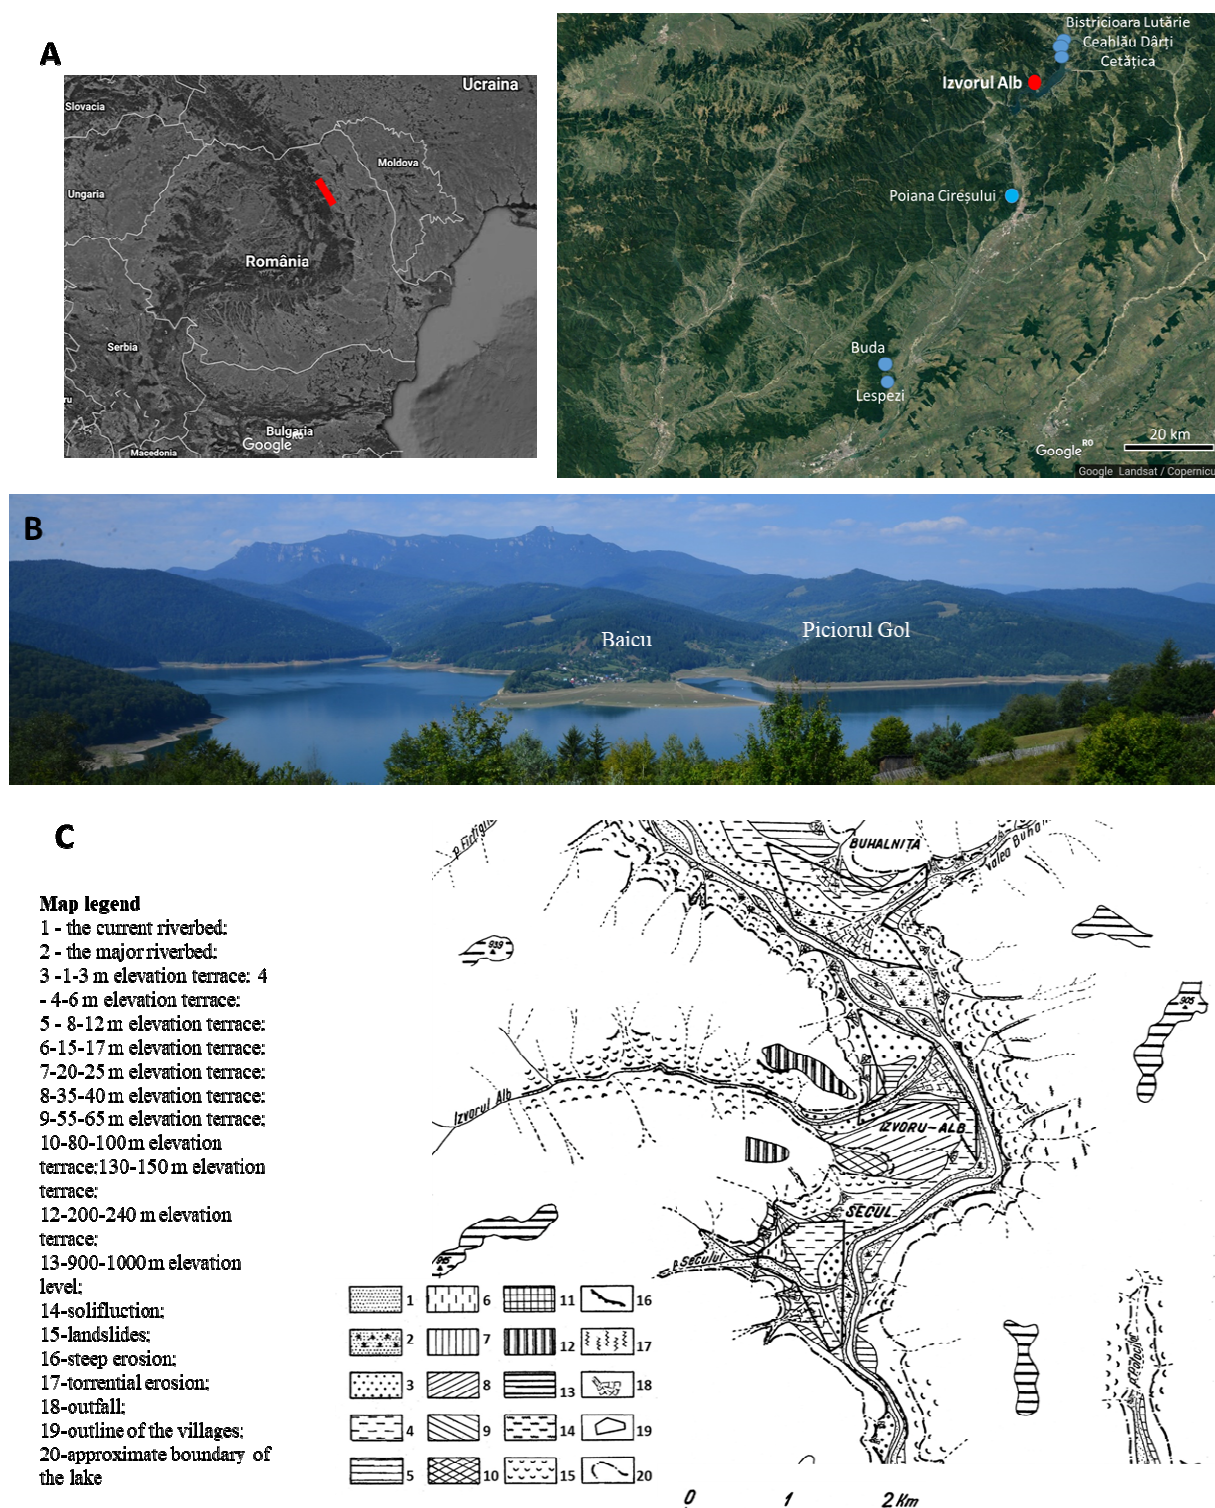 A
Slovacia
Ucraina
Moldova
Ungaria
România
Serbia
ru
Bulgaria
Google
RO
Macedonia
Bistricioara Lutărie
Ceahlău Dârți
Cetățica
Izvorul Alb
Poiana Cireșului
Buda
Lespezi
20 km
Google
RO
Google Landsat / Copernicu
B
Baicu
Piciorul Gol
C
Map legend
1 - the current riverbed;
2 - the major riverbed;
3 -1-3 m elevation terrace; 4
- 4-6 m elevation terrace;
5 - 8-12 m elevation terrace;
6-15-17 m elevation terrace;
7-20-25 m elevation terrace;
8-35-40 m elevation terrace;
9-55-65 m elevation terrace;
10-80-100 m elevation
terrace;130-150 m elevation
terrace;
12-200-240 m elevation
terrace;
13-900-1000 m elevation
level;
14-solifluction;
15-landslides;
16-steep erosion;
17-torrential erosion;
18-outfall;
19-outline of the villages;
20-approximate boundary of
the lake
BUHALNIȚA
Valea Buha
939
905
Izvorul Alb
IZVORU-ALB
SECUL
p. Secului
1 6 11 16
2 7 12 17
3 8 13 18
4 9 14 19
5 10 15 20
0 1 2 Km